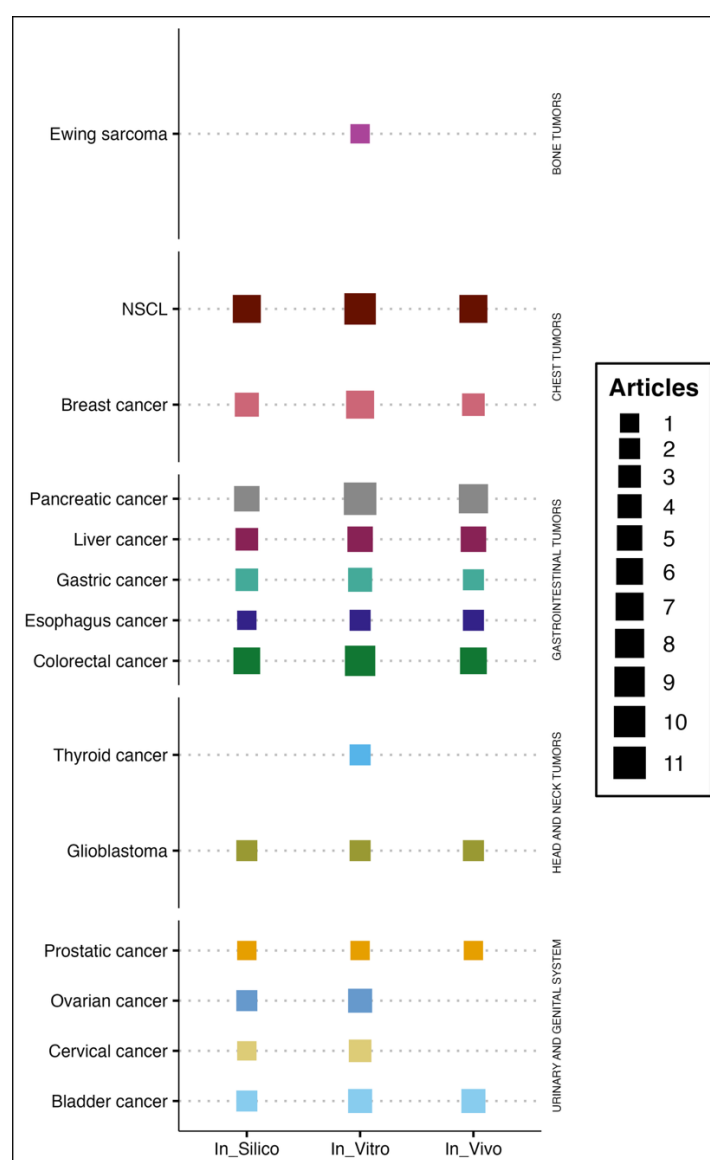 Ewing sarcoma
BONE TUMORS
NSCL
Breast cancer
CHEST TUMORS
Pancreatic cancer
Liver cancer
Gastric cancer
Esophagus cancer
Colorectal cancer
GASTROINTESTINAL TUMORS
Thyroid cancer
Glioblastoma
HEAD AND NECK TUMORS
Prostatic cancer
Ovarian cancer
Cervical cancer
Bladder cancer
URINARY AND GENITAL SYSTEM
In_Silico In_Vitro In_Vivo
Articles
1
2
3
4
5
6
7
8
9
10
11